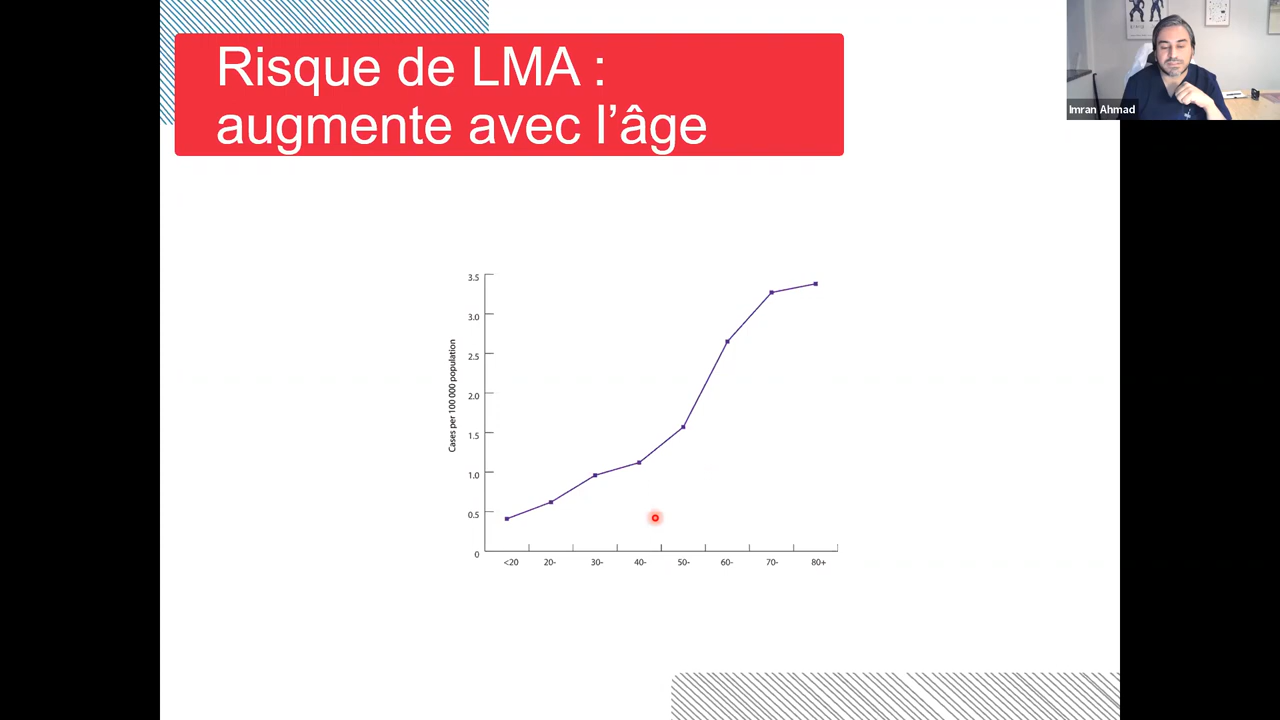 Risque de LMA :
augmente avec l’âge
Imran Ahmad
Cases per 100 000 population
3.5
3.0
2.5
2.0
1.5
1.0
0.5
0
<20 20- 30- 40- 50- 60- 70- 80+